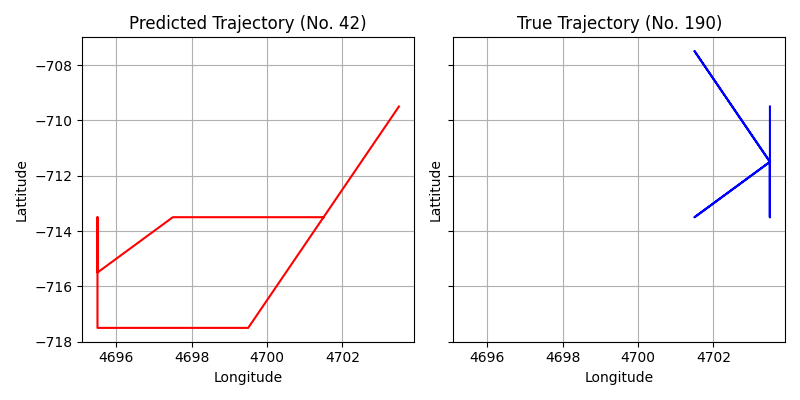 Predicted Trajectory (No. 42)
True Trajectory (No. 190)
Lattitude
−708
−710
−712
−714
−716
−718
4696
4698
4700
4702
Longitude
Lattitude
4696
4698
4700
4702
Longitude